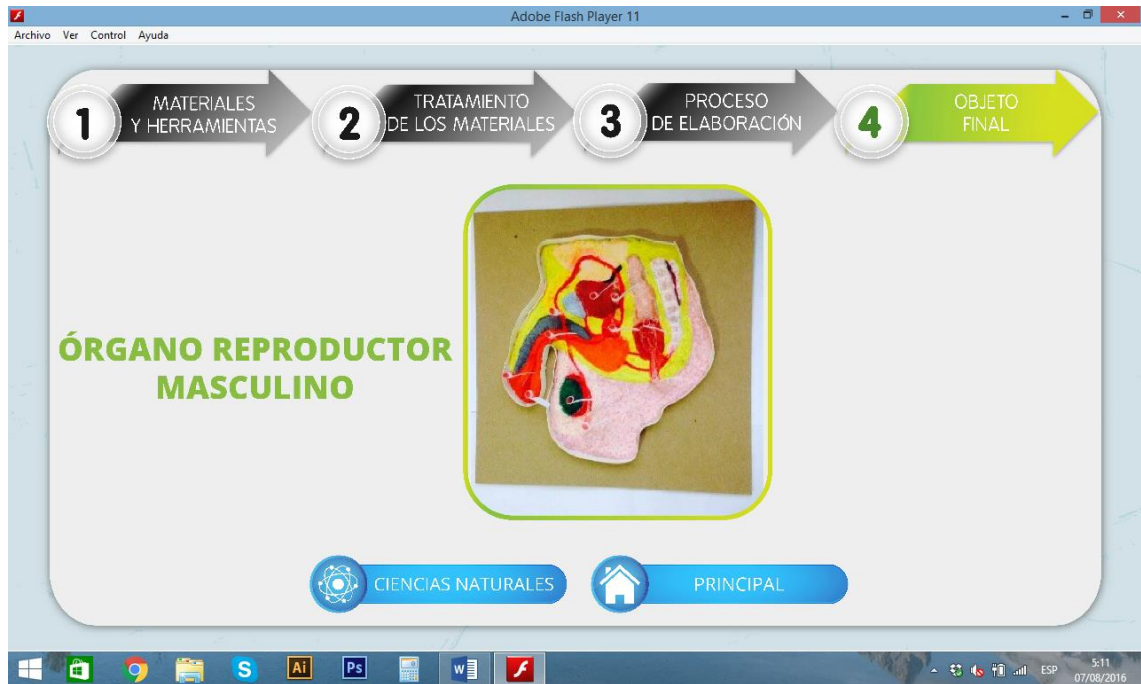 Adobe Flash Player 11
Archivo Ver Control Ayuda
1
MATERIALES
Y HERRAMIENTAS
2
TRATAMIENTO
DE LOS MATERIALES
3
PROCESO
DE ELABORACIÓN
4
OBJETO
FINAL
ÓRGANO REPRODUCTOR
MASCULINO
CIENCIAS NATURALES
PRINCIPAL
Ai
Ps
ESP
5:11
07/08/2016